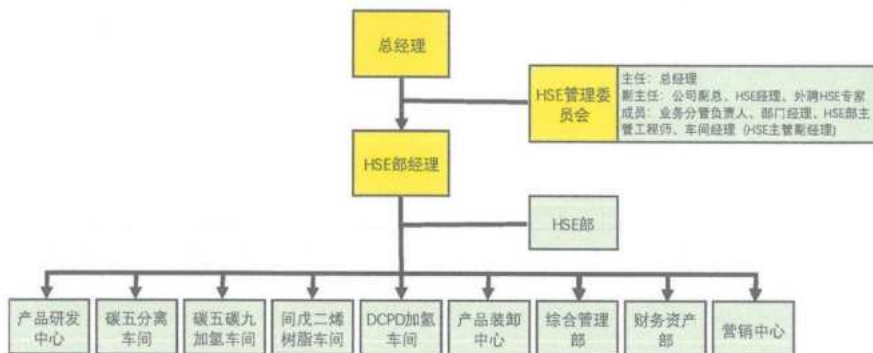 总经理
HSE管理委
员会
主任：总经理
副主任：公司副总、HSE经理、外聘HSE专家
成员：业务分管负责人、部门经理、HSE部主
管工程师、车间经理（HSE主管副经理)
HSE部经理
HSE部
产品研发
中心
碳五分离
车间
碳五碳九
加氢车间
间戊二烯
树脂车间
DCPD加氢
车间
产品装卸
中心
综合管理
部
财务资产
部
营销中心